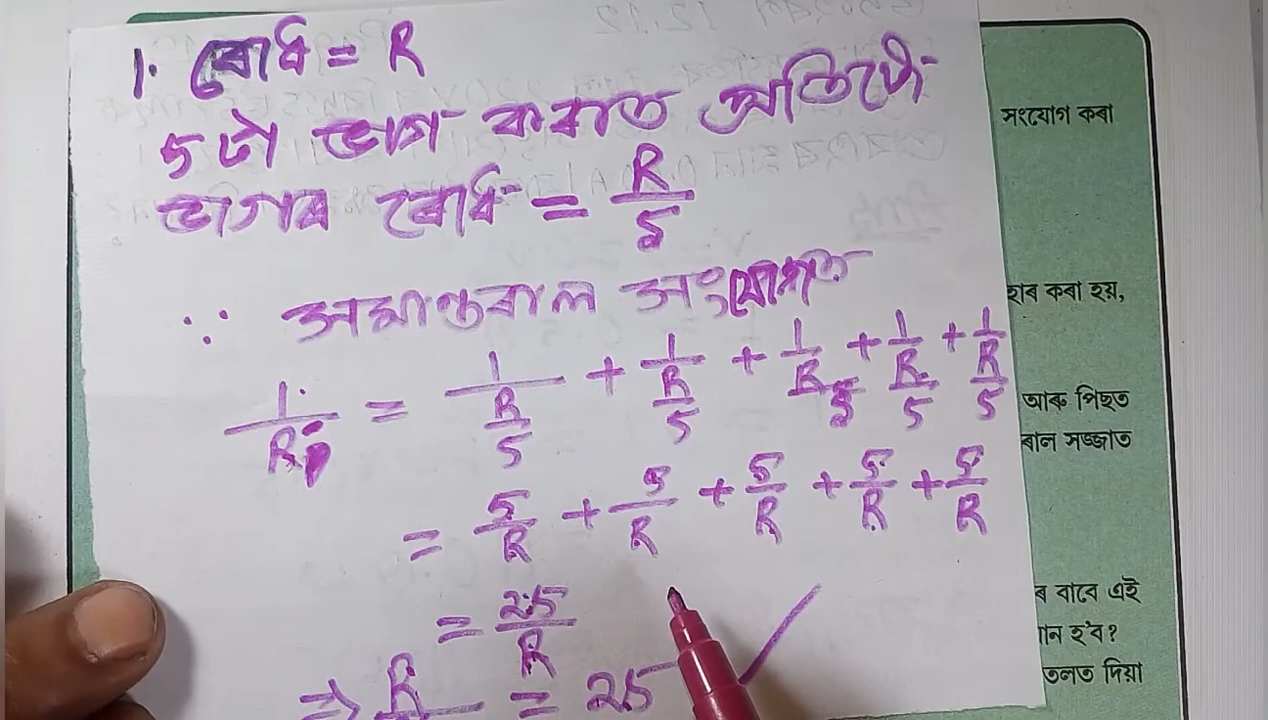 1. ৰোধ = R
5 টা ভাগ কৰাত প্ৰতিটো
ভাগৰ ৰোধ = R/5
∵ সমান্তৰাল সংযোগত
1/Rₚ = 1/(R/5) + 1/(R/5) + 1/(R/5) + 1/(R/5) + 1/(R/5)
= 5/R + 5/R + 5/R + 5/R + 5/R
= 25/R
⇒ R = 25
সংযোগ কৰা
কৰা হয়,
আৰু পিছত
সজ্জাত
বাবে এই
হ'ব?
তলত দিয়া